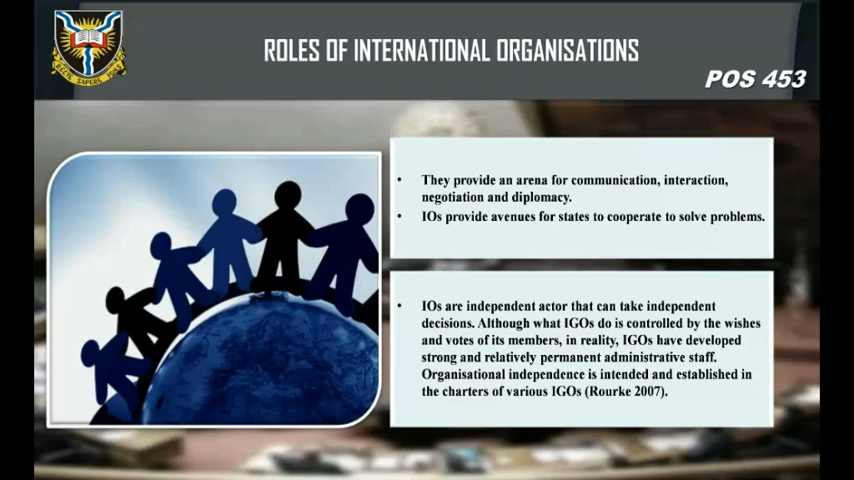 ROLES OF INTERNATIONAL ORGANISATIONS
POS 453
RECTE SAPERE FONS
• They provide an arena for communication, interaction,
negotiation and diplomacy.
• IOs provide avenues for states to cooperate to solve problems.
• IOs are independent actor that can take independent
decisions. Although what IGOs do is controlled by the wishes
and votes of its members, in reality, IGOs have developed
strong and relatively permanent administrative staff.
Organisational independence is intended and established in
the charters of various IGOs (Rourke 2007).